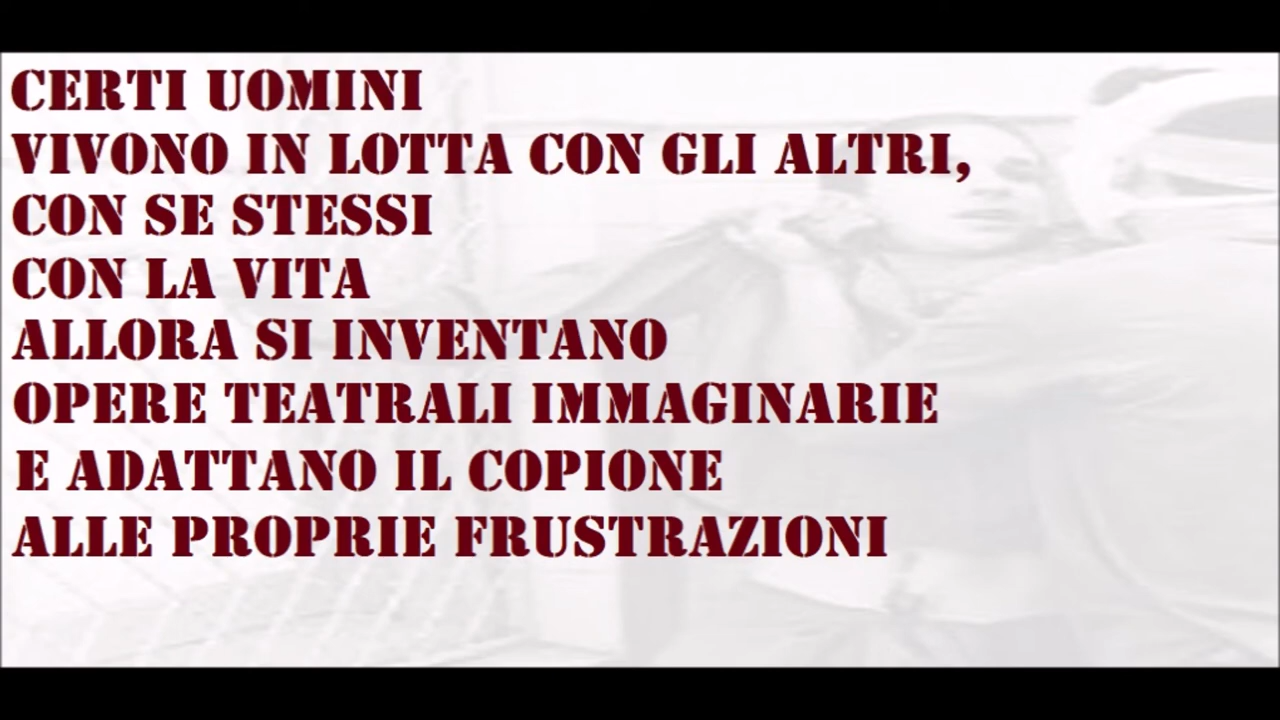 CERTI UOMINI
VIVONO IN LOTTA CON GLI ALTRI,
CON SE STESSI
CON LA VITA
ALLORA SI INVENTANO
OPERE TEATRALI IMMAGINARIE
E ADATTANO IL COPIONE
ALLE PROPRIE FRUSTRAZIONI